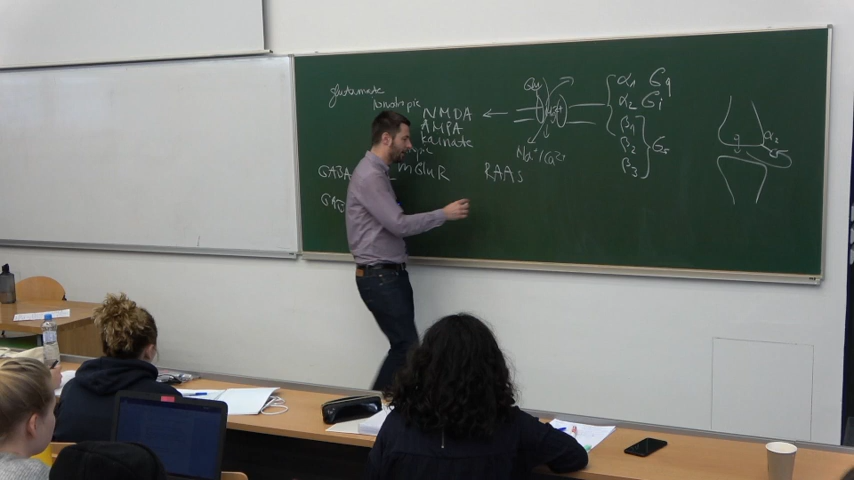 glutamate
ionotropic
NMDA
AMPA
kainate
mGluR
GABA
RAAS
Gly
Na+/Ca2+
α1 Gq
α2 Gi
β1
β2
β3
Gs
α2